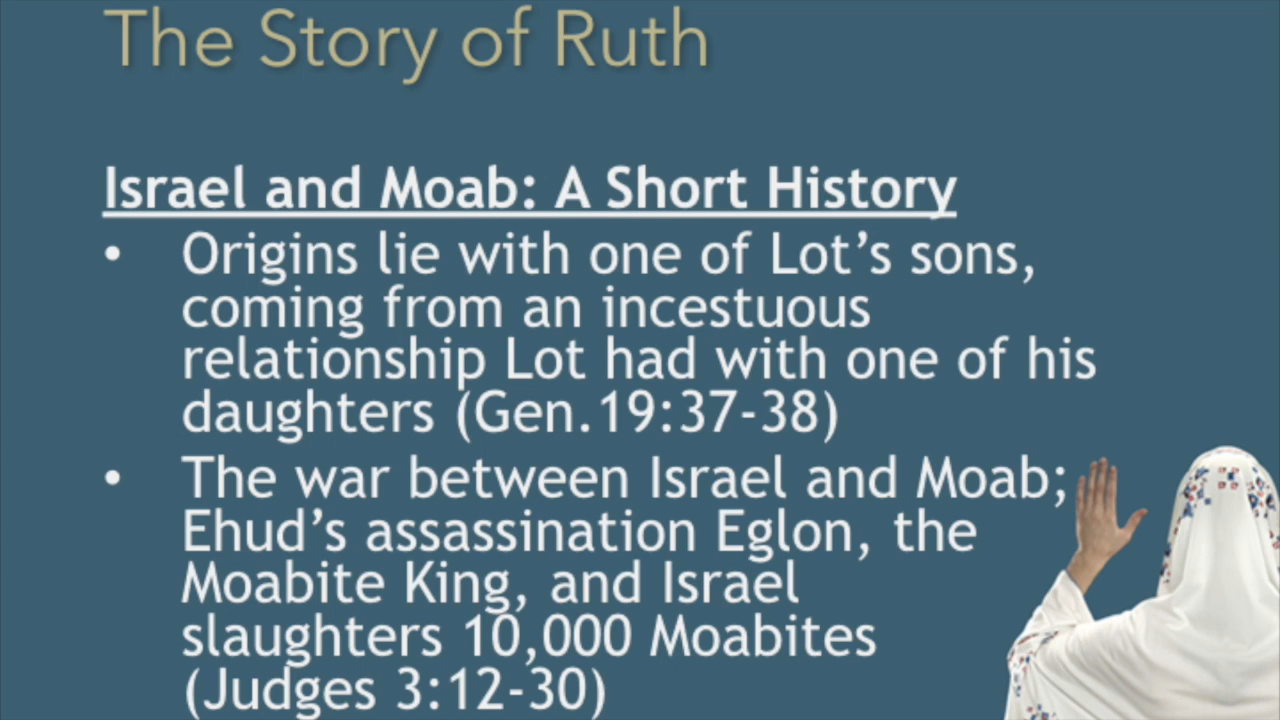 The Story of Ruth
Israel and Moab: A Short History
• Origins lie with one of Lot’s sons,
coming from an incestuous
relationship Lot had with one of his
daughters (Gen.19:37-38)
• The war between Israel and Moab;
Ehud’s assassination Eglon, the
Moabite King, and Israel
slaughters 10,000 Moabites
(Judges 3:12-30)